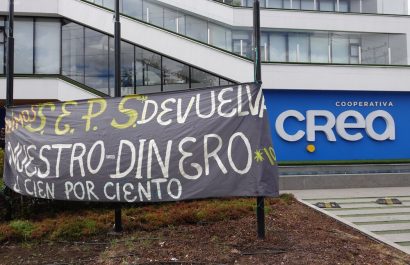 S.E.P.S. DEVUELVA
NUESTRO-DINERO
AL CIEN POR CIENTO
COOPERATIVA
crea